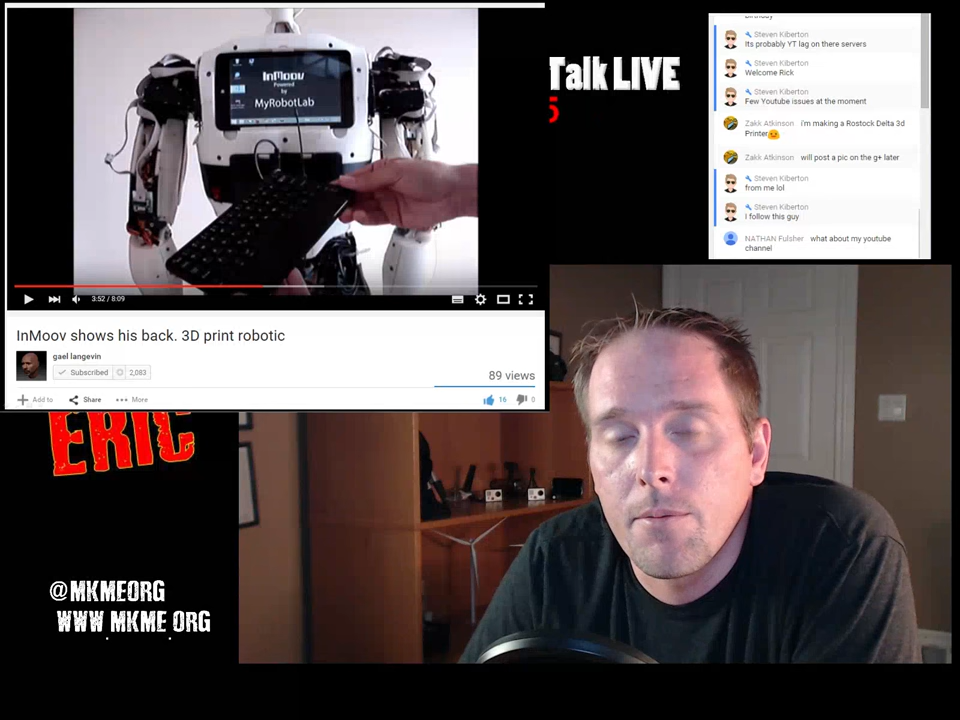 InMoov
Powered
by
MyRobotLab
3:52 / 8:09
InMoov shows his back. 3D print robotic
gael langevin
Subscribed
2,083
89 views
Add to
Share
More
16
0
Talk LIVE
5
Birthday
Steven Kiberton
Its probably YT lag on there servers
Steven Kiberton
Welcome Rick
Steven Kiberton
Few Youtube issues at the moment
Zakk Atkinson i'm making a Rostock Delta 3d
Printer
Zakk Atkinson will post a pic on the g+ later
Steven Kiberton
from me lol
Steven Kiberton
I follow this guy
NATHAN Fulsher what about my youtube
channel
ERIC
@MKMEORG
WWW.MKME.ORG